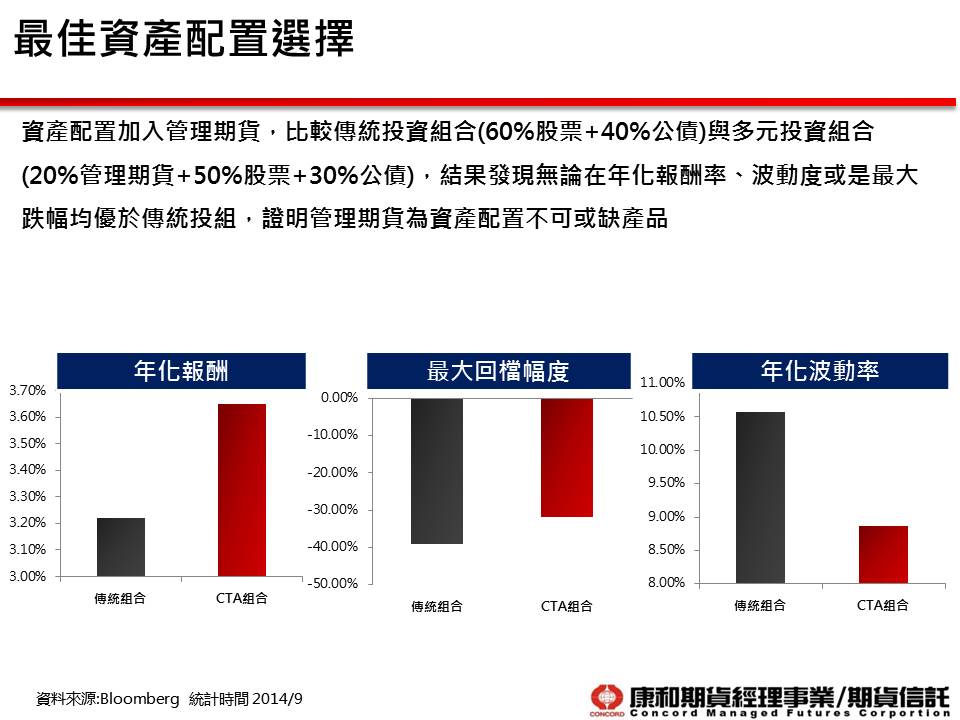 最佳資產配置選擇
資產配置加入管理期貨，比較傳統投資組合(60%股票+40%公債)與多元投資組合
(20%管理期貨+50%股票+30%公債)，結果發現無論在年化報酬率、波動度或是最大
跌幅均優於傳統投組，證明管理期貨為資產配置不可或缺產品
年化報酬
3.70%
3.60%
3.50%
3.40%
3.30%
3.20%
3.10%
3.00%
傳統組合 CTA組合
最大回檔幅度
0.00%
-10.00%
-20.00%
-30.00%
-40.00%
-50.00%
傳統組合 CTA組合
年化波動率
11.00%
10.50%
10.00%
9.50%
9.00%
8.50%
8.00%
傳統組合 CTA組合
資料來源:Bloomberg 統計時間 2014/9
康和期貨經理事業/期貨信託
CONCORD Concord Managed Futures Corportion